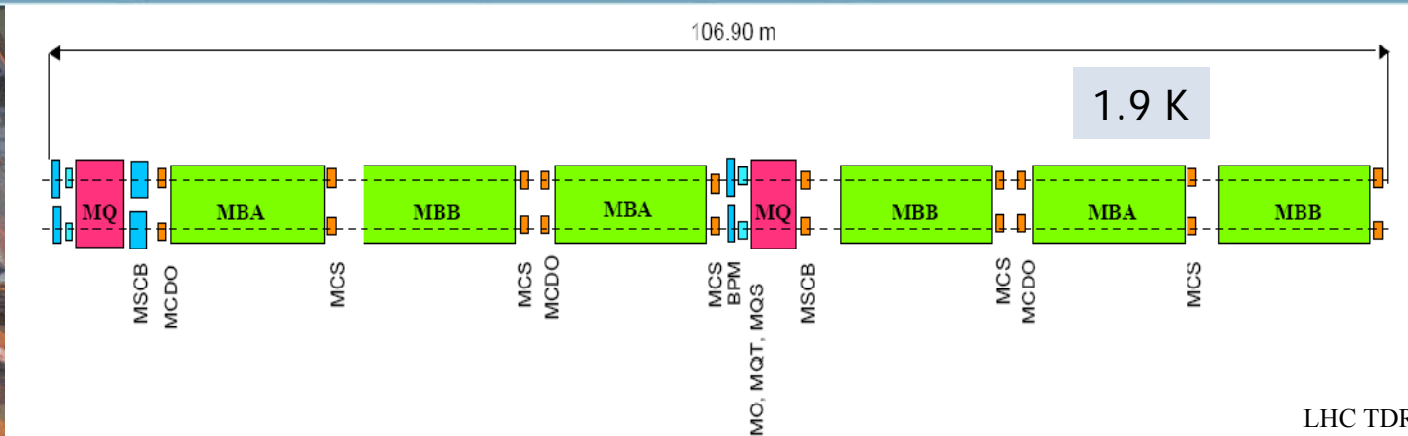 106.90 m
1.9 K
MQ
MBA
MBB
MBA
MQ
MBB
MBA
MBB
MSCB
MCDO
MCS
MCS
MCDO
MCS
BPM
MO, MQT, MQS
MSCB
MCS
MCDO
MCS
LHC TDR